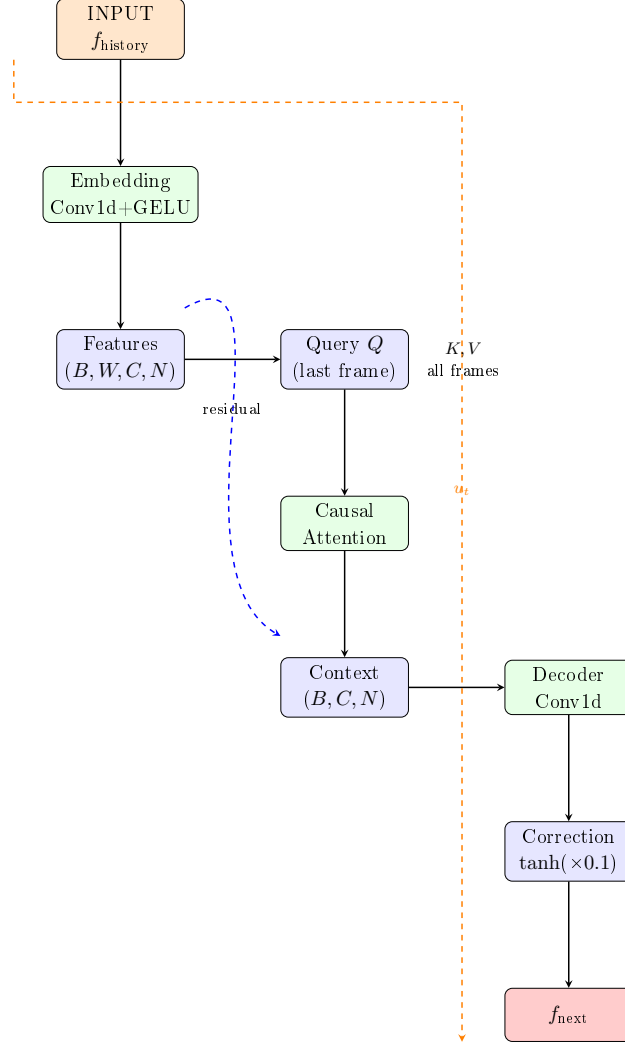 INPUT
f_history
Embedding
Conv1d+GELU
Features
(B, W, C, N)
Query Q
(last frame)
K, V
all frames
residual
u_t
Causal
Attention
Context
(B, C, N)
Decoder
Conv1d
Correction
tanh(×0.1)
f_next